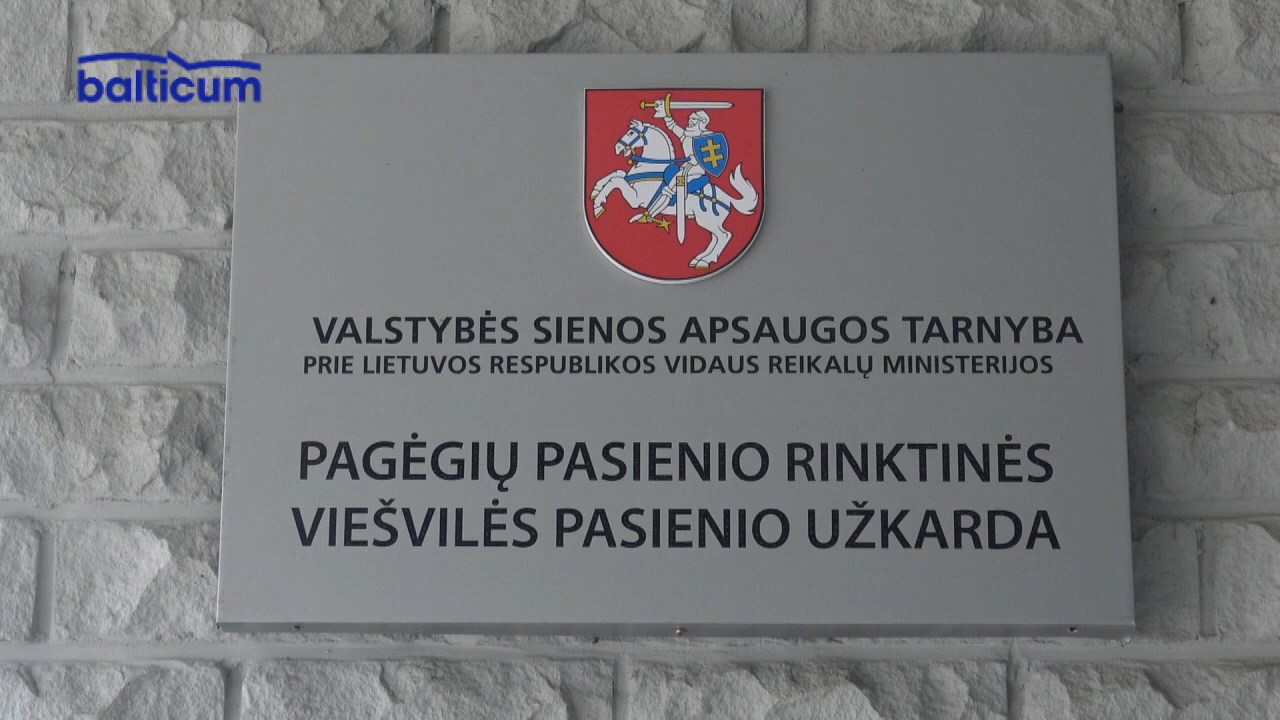 balticum
VALSTYBĖS SIENOS APSAUGOS TARNYBA
PRIE LIETUVOS RESPUBLIKOS VIDAUS REIKALŲ MINISTERIJOS
PAGĖGIŲ PASIENIO RINKTINĖS
VIEŠVILĖS PASIENIO UŽKARDA